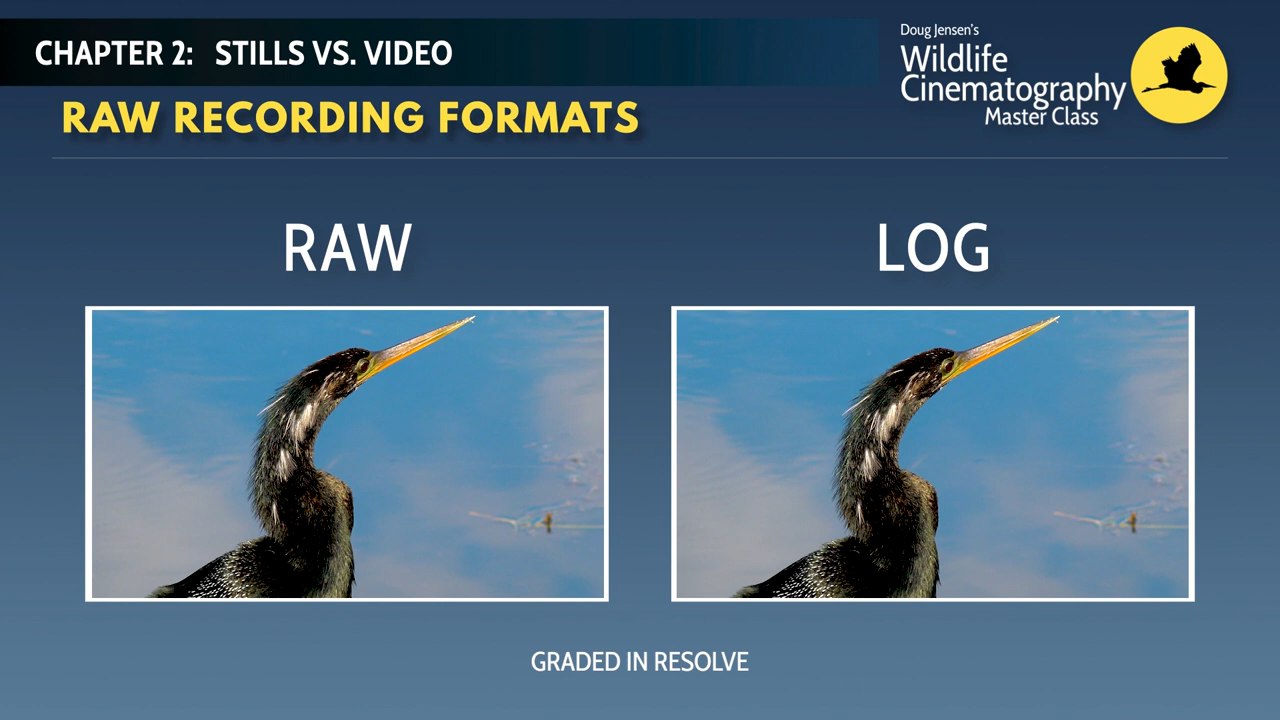 CHAPTER 2: STILLS VS. VIDEO
Doug Jensen's
Wildlife
Cinematography
Master Class
RAW RECORDING FORMATS
RAW
LOG
GRADED IN RESOLVE